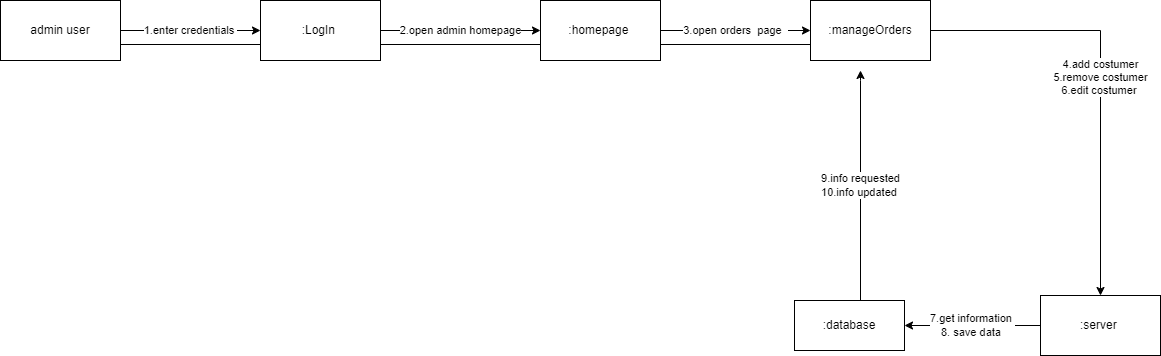 admin user
1.enter credentials
:LogIn
2.open admin homepage
:homepage
3.open orders page
:manageOrders
4.add costumer
5.remove costumer
6.edit costumer
9.info requested
10.info updated
:database
7.get information
8. save data
:server